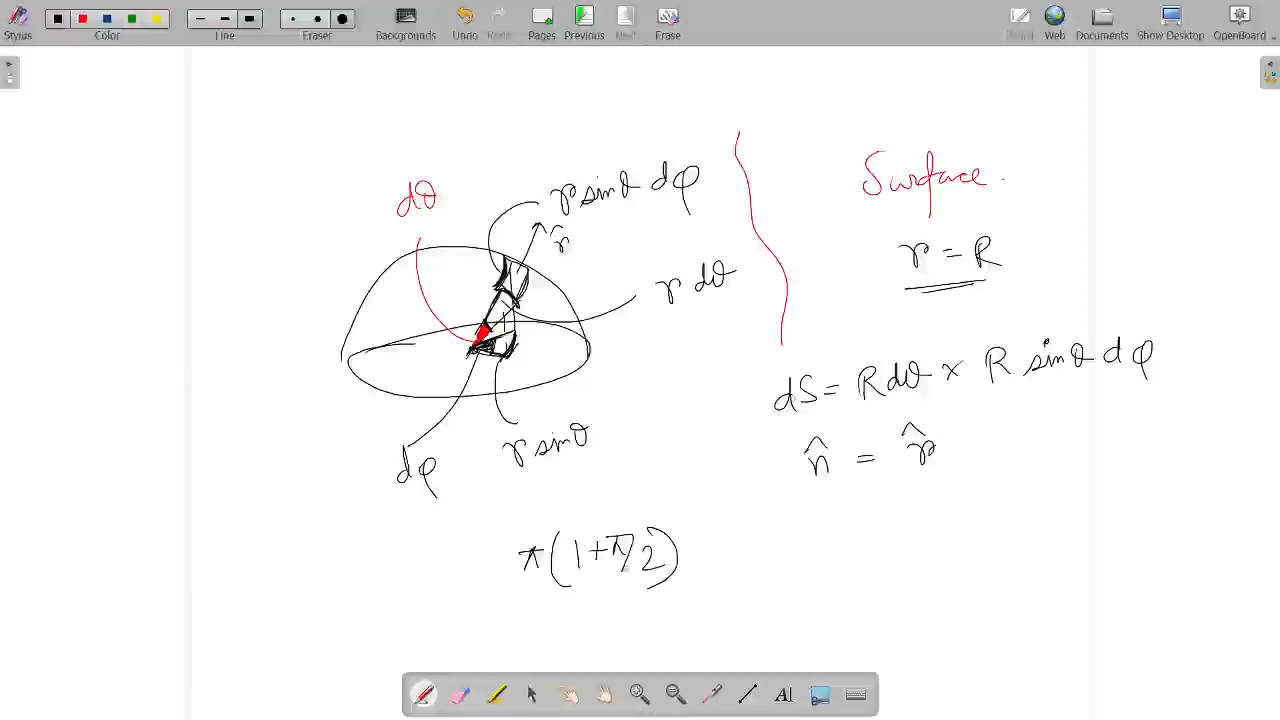 Stylus
Color
Line
Eraser
Backgrounds
Undo
Redo
Pages
Previous
Next
Erase
Board
Web
Documents
Show Desktop
OpenBoard
dθ
r sinθ dφ
r̂
r dθ
r sinθ
dφ
π(1+π/2)
Surface.
r = R
dS = R dθ × R sinθ dφ
n̂ = r̂
A